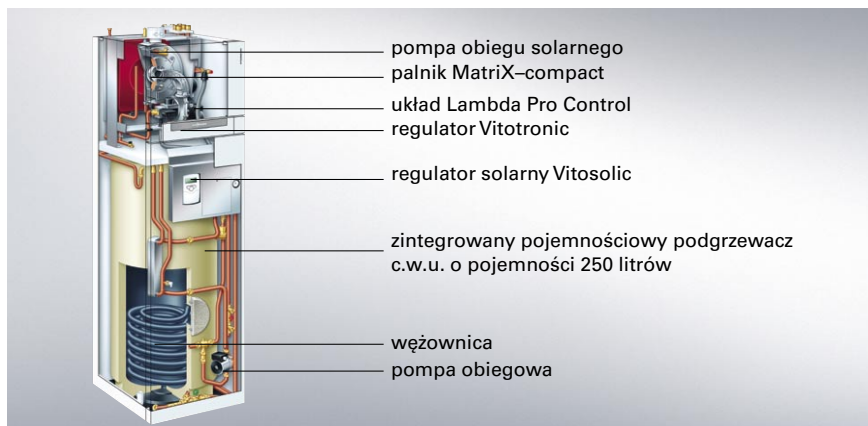 pompa obiegu solarnego
palnik MatriX–compact
układ Lambda Pro Control
regulator Vitotronic
regulator solarny Vitosolic
zintegrowany pojemnościowy podgrzewacz
c.w.u. o pojemności 250 litrów
wężownica
pompa obiegowa